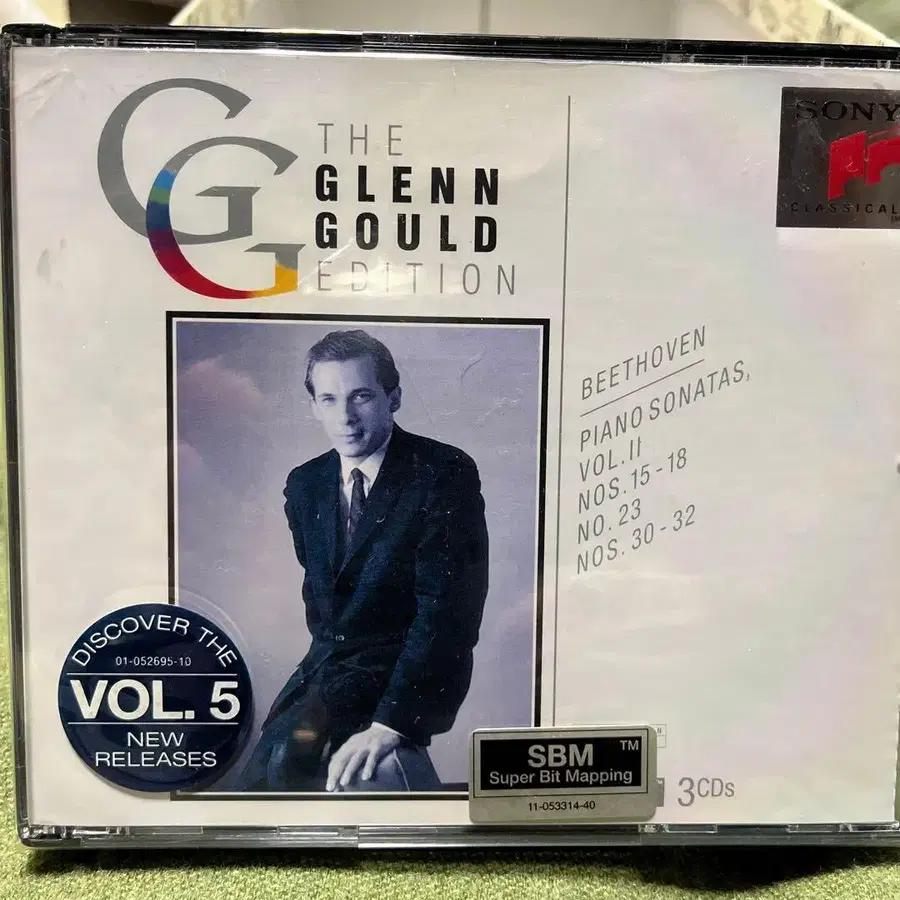 THE
GLENN
GOULD
EDITION
SONY
CLASSICAL
BEETHOVEN
PIANO SONATAS,
VOL. II
NOS. 15 - 18
NO. 23
NOS. 30 - 32
DISCOVER THE
01-052695-10
VOL. 5
NEW
RELEASES
SBM™
Super Bit Mapping
11-053314-40
3CDs